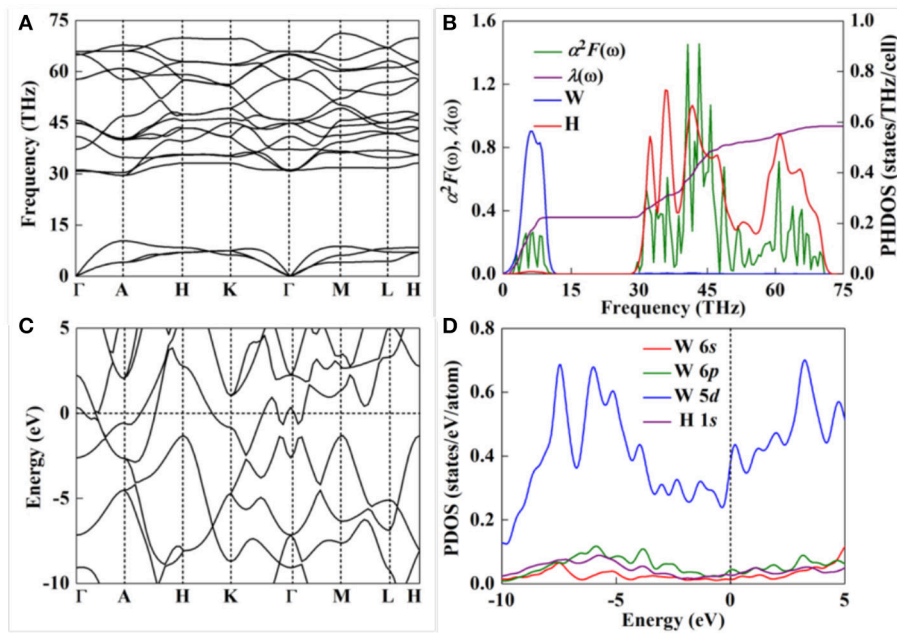 A
Frequency (THz)
75
60
45
30
15
0
Γ A H K Γ M L H
B
α²F(ω), λ(ω)
1.6
1.2
0.8
0.4
0.0
α²F(ω)
λ(ω)
W
H
1.0
0.8
0.6
0.4
0.2
0.0
PHDOS (states/THz/cell)
0 15 30 45 60 75
Frequency (THz)
C
Energy (eV)
5
0
-5
-10
Γ A H K Γ M L H
D
PDOS (states/eV/atom)
0.8
0.6
0.4
0.2
0.0
W 6s
W 6p
W 5d
H 1s
-10 -5 0 5
Energy (eV)